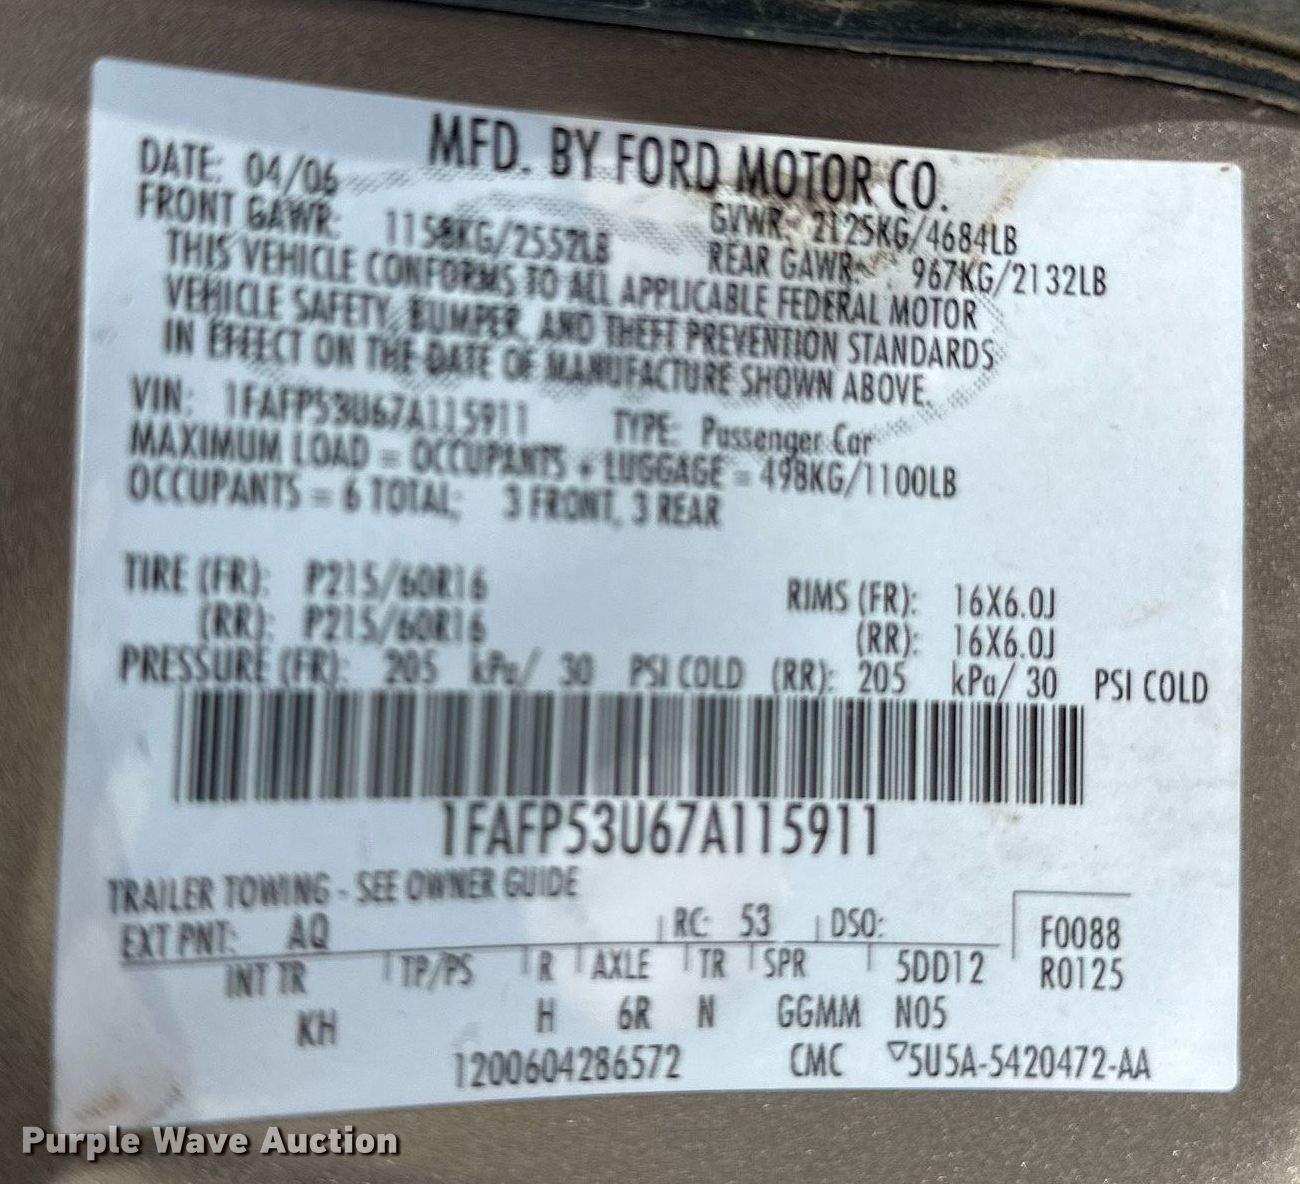 MFD. BY FORD MOTOR CO.
DATE: 04/06
GVWR: 2125KG/4684LB
FRONT GAWR: 1158KG/2552LB
REAR GAWR: 967KG/2132LB
THIS VEHICLE CONFORMS TO ALL APPLICABLE FEDERAL MOTOR
VEHICLE SAFETY, BUMPER, AND THEFT PREVENTION STANDARDS
IN EFFECT ON THE DATE OF MANUFACTURE SHOWN ABOVE.
VIN: 1FAFP53U67A115911 TYPE: Passenger Car
MAXIMUM LOAD = OCCUPANTS + LUGGAGE = 498KG/1100LB
OCCUPANTS = 6 TOTAL; 3 FRONT, 3 REAR
TIRE (FR): P215/60R16 RIMS (FR): 16X6.0J
(RR): P215/60R16 (RR): 16X6.0J
PRESSURE (FR): 205 kPa/ 30 PSI COLD (RR): 205 kPa/ 30 PSI COLD
1FAFP53U67A115911
TRAILER TOWING - SEE OWNER GUIDE
EXT PNT: AQ RC: 53 DSO: F0088
INT TR TP/PS R AXLE TR SPR 5DD12 R0125
KH H 6R N GGMM N05
1200604286572 CMC ▽5U5A-5420472-AA
Purple Wave Auction